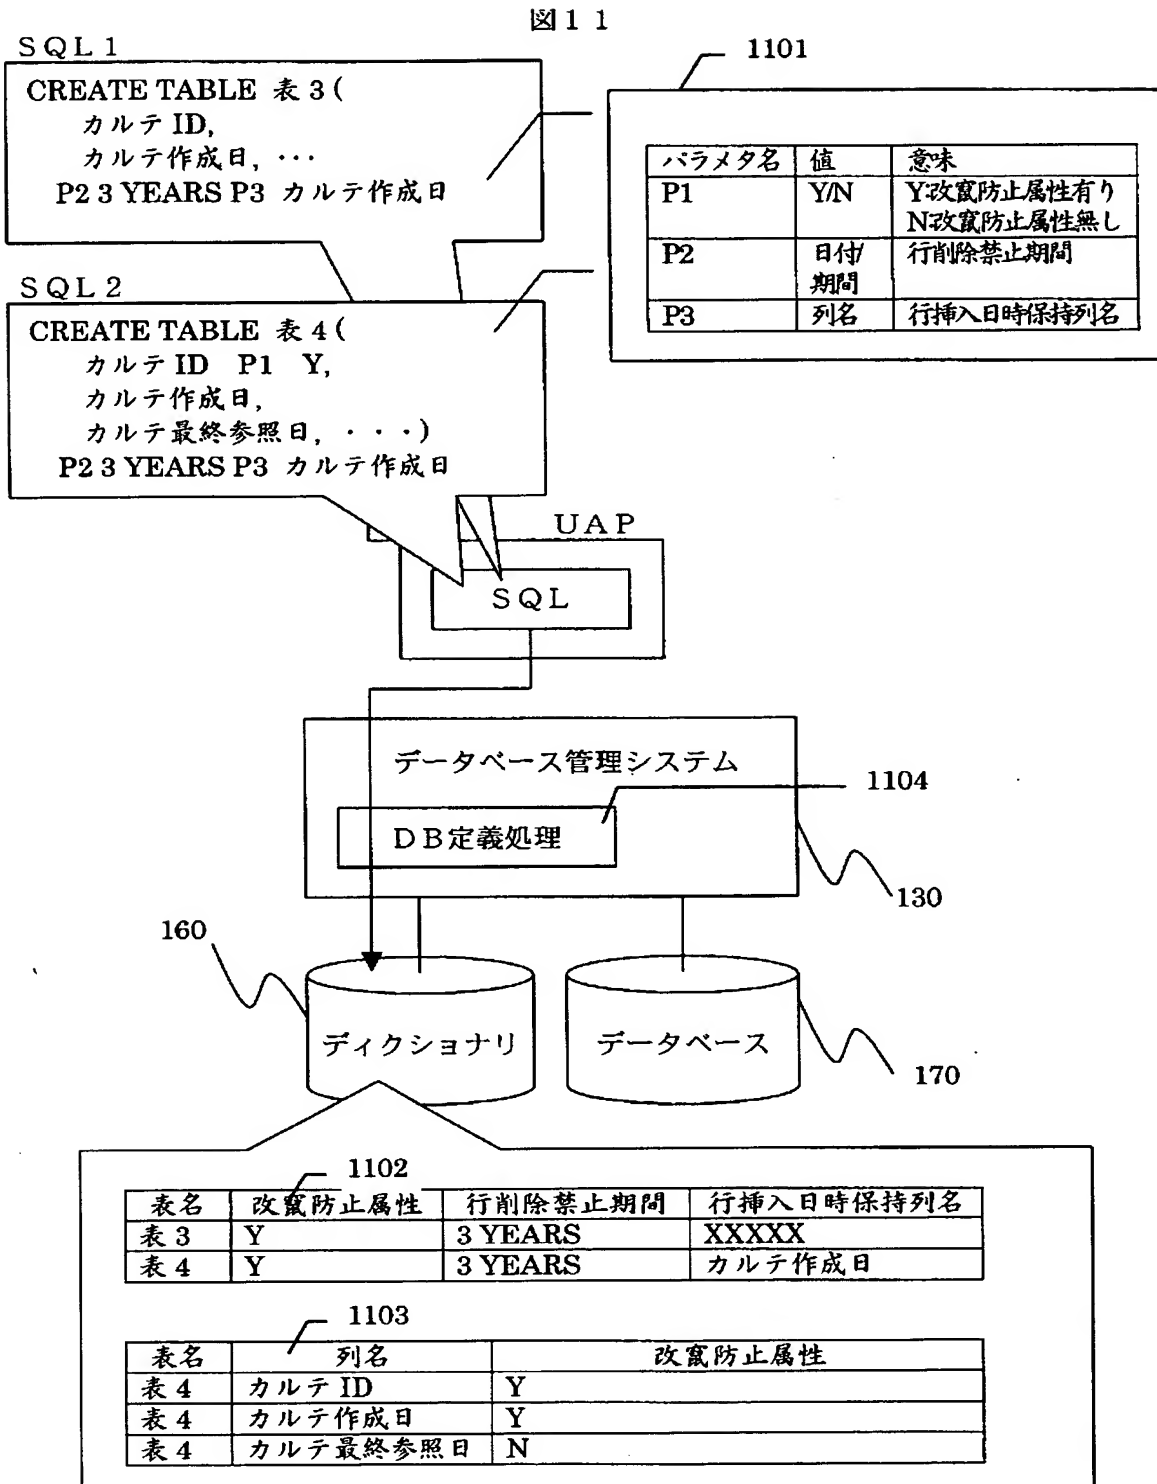 図11
SQL1
CREATE TABLE 表3(
カルテID,
カルテ作成日, ・・・
P2 3 YEARS P3 カルテ作成日
1101
パラメタ名 値 意味
P1 Y/N Y:改竄防止属性有り
N:改竄防止属性無し
P2 日付/ 行削除禁止期間
期間
P3 列名 行挿入日時保持列名
SQL2
CREATE TABLE 表4(
カルテID P1 Y,
カルテ作成日,
カルテ最終参照日, ・・・)
P2 3 YEARS P3 カルテ作成日
UAP
SQL
データベース管理システム
1104
DB定義処理
130
160
ディクショナリ
データベース
170
1102
表名 改竄防止属性 行削除禁止期間 行挿入日時保持列名
表3 Y 3 YEARS XXXXX
表4 Y 3 YEARS カルテ作成日
1103
表名 列名 改竄防止属性
表4 カルテID Y
表4 カルテ作成日 Y
表4 カルテ最終参照日 N